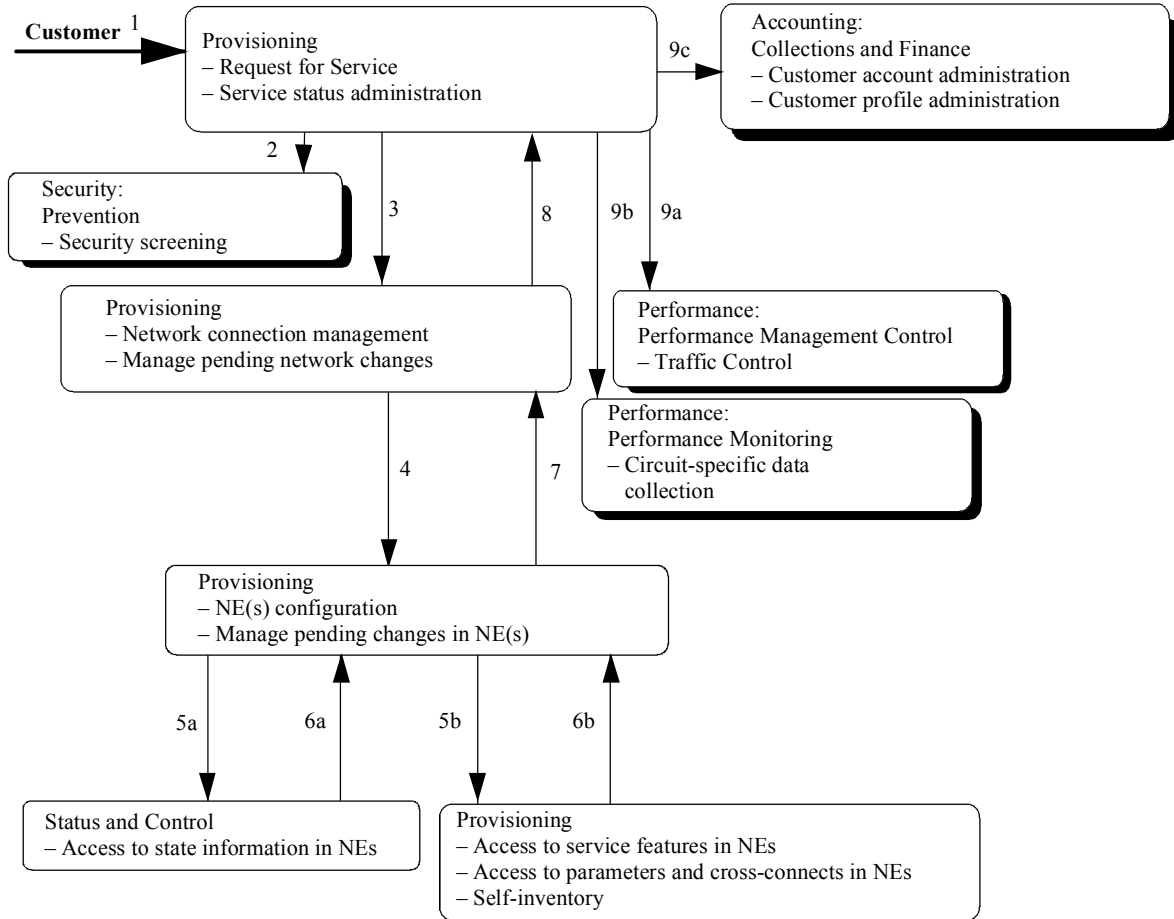 Customer
1
Provisioning
– Request for Service
– Service status administration
9c
Accounting:
Collections and Finance
– Customer account administration
– Customer profile administration
2
3
8
9b
9a
Security:
Prevention
– Security screening
Provisioning
– Network connection management
– Manage pending network changes
Performance:
Performance Management Control
– Traffic Control
Performance:
Performance Monitoring
– Circuit-specific data
collection
4
7
Provisioning
– NE(s) configuration
– Manage pending changes in NE(s)
5a
6a
5b
6b
Status and Control
– Access to state information in NEs
Provisioning
– Access to service features in NEs
– Access to parameters and cross-connects in NEs
– Self-inventory